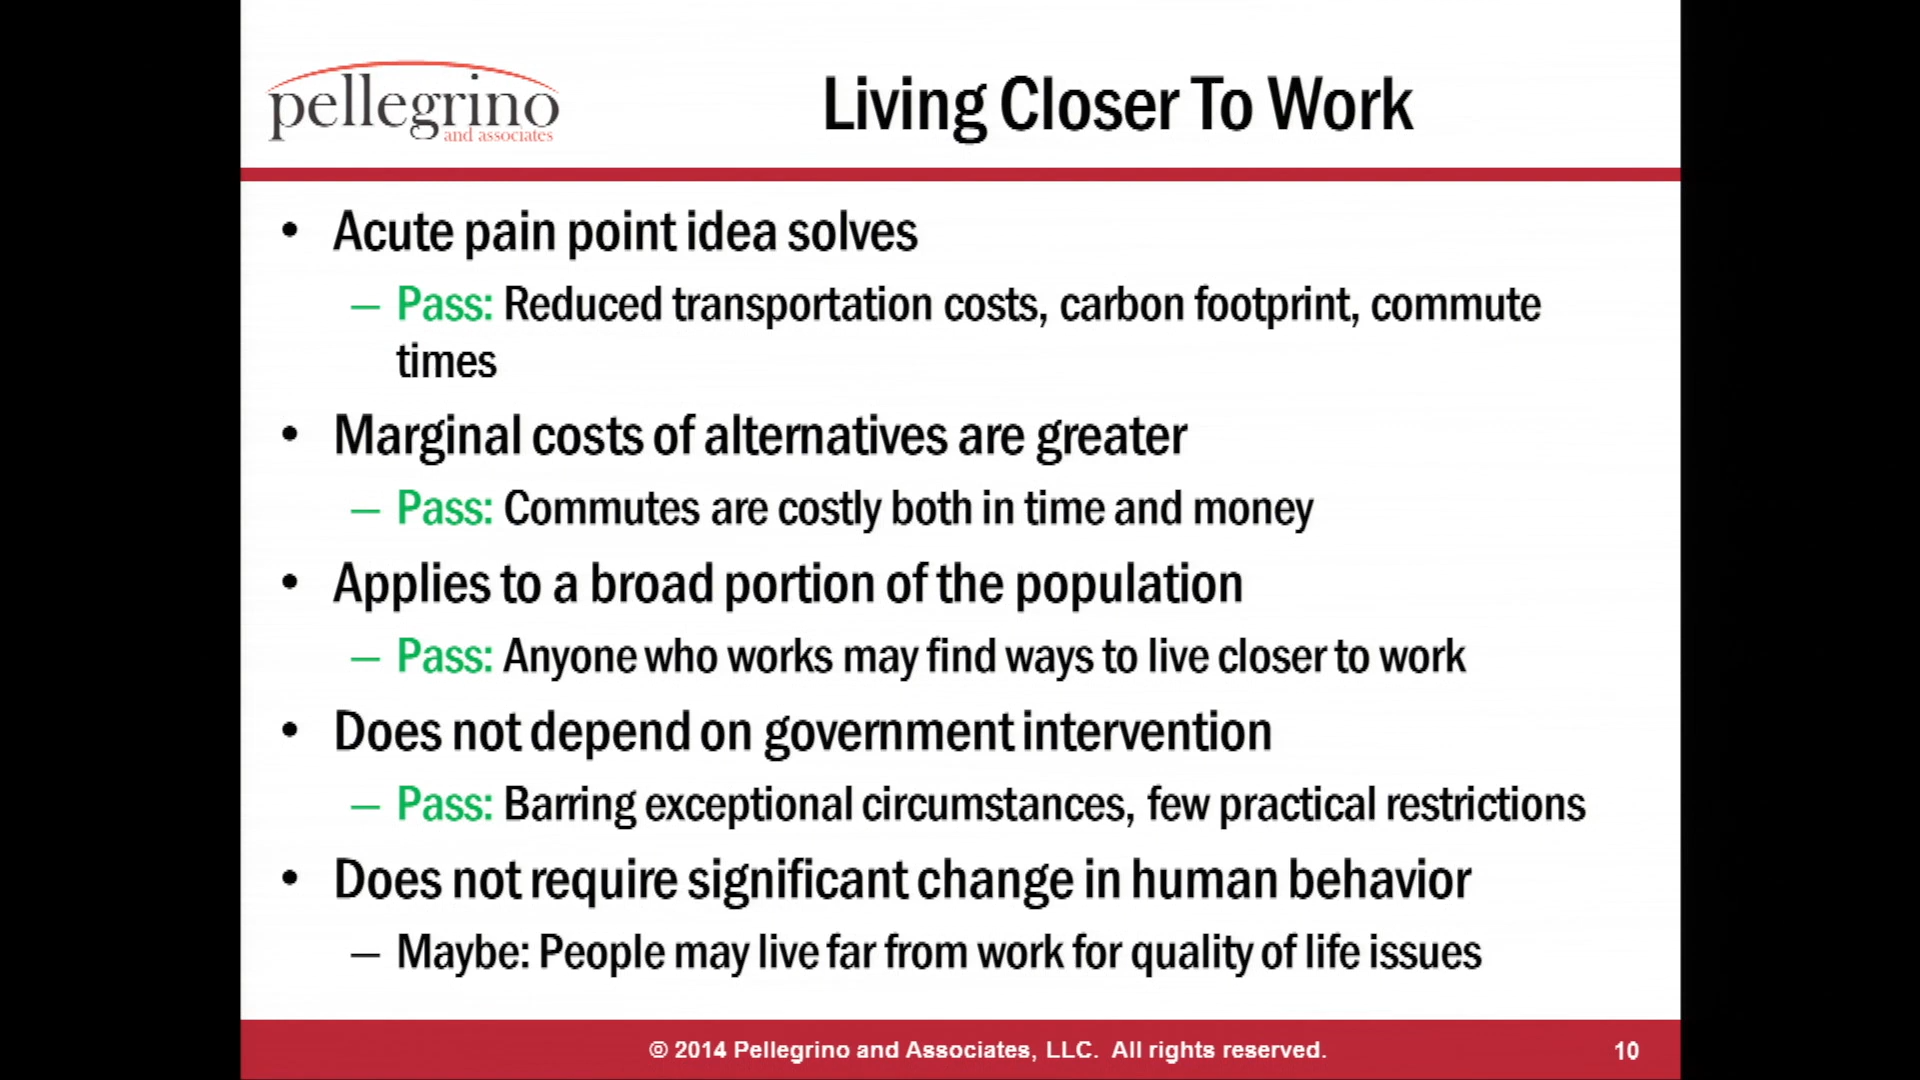 pellegrino
and associates
Living Closer To Work
• Acute pain point idea solves
– Pass: Reduced transportation costs, carbon footprint, commute
times
• Marginal costs of alternatives are greater
– Pass: Commutes are costly both in time and money
• Applies to a broad portion of the population
– Pass: Anyone who works may find ways to live closer to work
• Does not depend on government intervention
– Pass: Barring exceptional circumstances, few practical restrictions
• Does not require significant change in human behavior
– Maybe: People may live far from work for quality of life issues
© 2014 Pellegrino and Associates, LLC. All rights reserved.
10